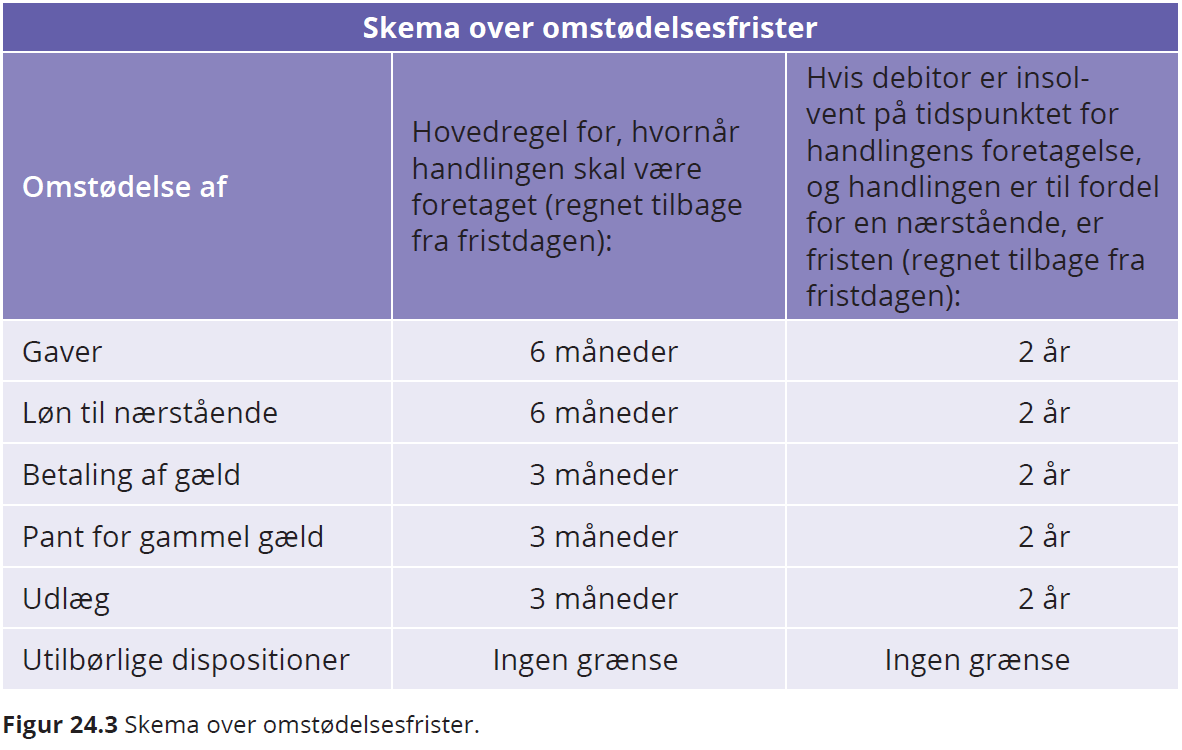 Skema over omstødelsesfrister
Omstødelse af
Hovedregel for, hvornår
handlingen skal være
foretaget (regnet tilbage
fra fristdagen):
Hvis debitor er insol-
vent på tidspunktet for
handlingens foretagelse,
og handlingen er til fordel
for en nærstående, er
fristen (regnet tilbage fra
fristdagen):
Gaver 6 måneder 2 år
Løn til nærstående 6 måneder 2 år
Betaling af gæld 3 måneder 2 år
Pant for gammel gæld 3 måneder 2 år
Udlæg 3 måneder 2 år
Utilbørlige dispositioner Ingen grænse Ingen grænse
Figur 24.3 Skema over omstødelsesfrister.